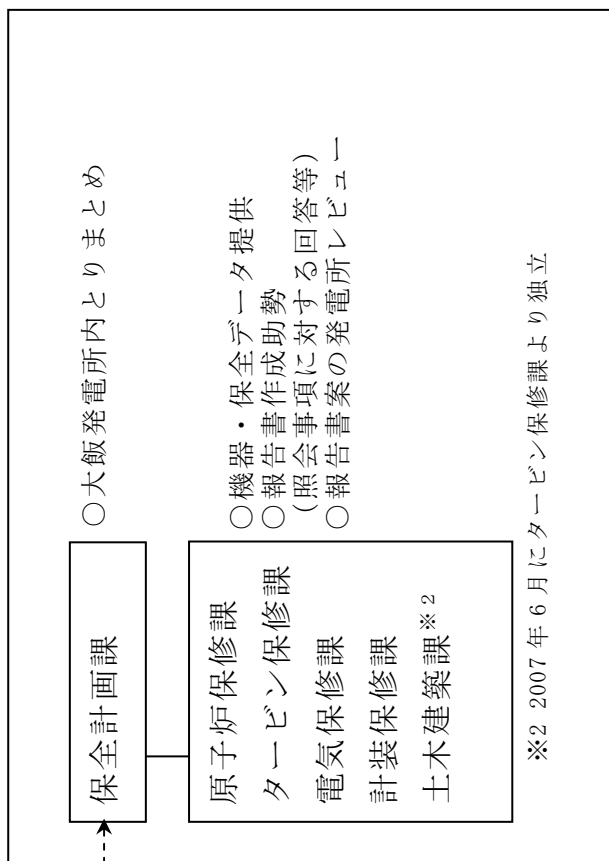 保全計画課
○大飯発電所内とりまとめ
原子炉保修課
タービン保修課
電気保修課
計装保修課
土木建築課※2
○機器・保全データ提供
○報告書作成助勢
（照会事項に対する回答等）
○報告書案の発電所レビュー
※2 2007年6月にタービン保修課より独立